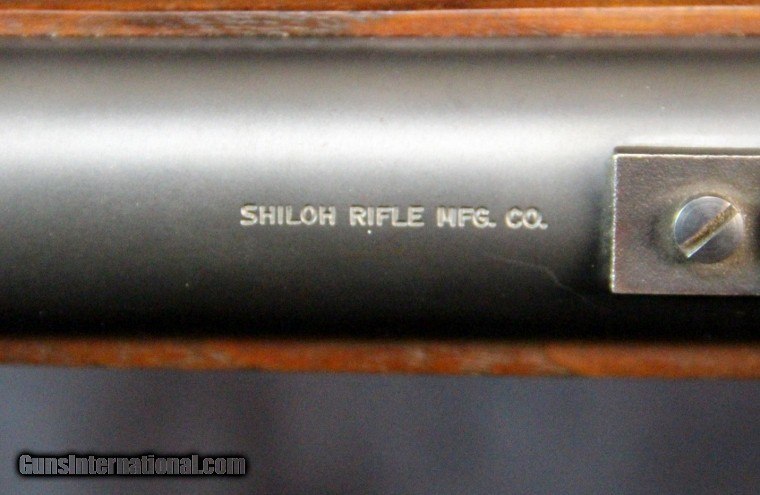 SHILOH RIFLE MFG. CO.
GunsInternational.com